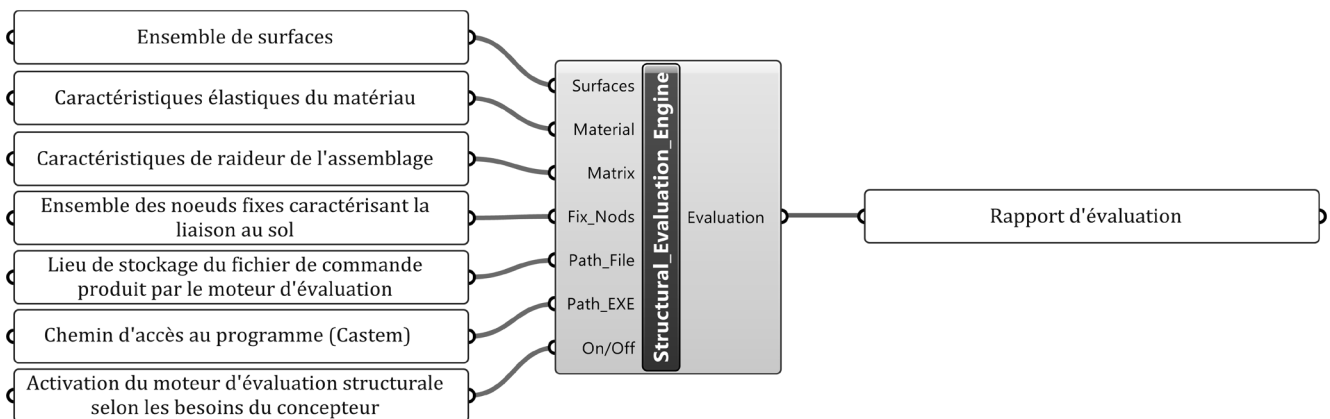 Ensemble de surfaces
Caractéristiques élastiques du matériau
Caractéristiques de raideur de l'assemblage
Ensemble des noeuds fixes caractérisant la
liaison au sol
Lieu de stockage du fichier de commande
produit par le moteur d'évaluation
Chemin d'accès au programme (Castem)
Activation du moteur d'évaluation structurale
selon les besoins du concepteur
Surfaces
Material
Matrix
Fix_Nods
Path_File
Path_EXE
On/Off
Structural_Evaluation_Engine
Evaluation
Rapport d'évaluation